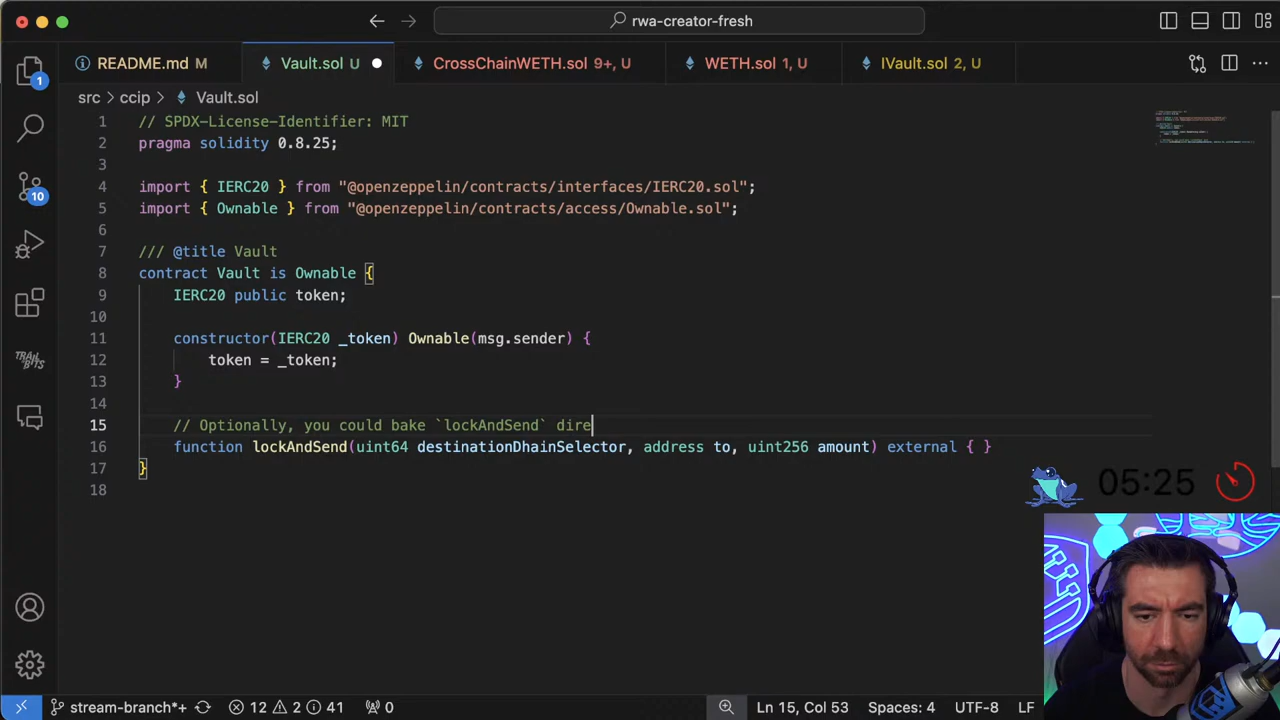 rwa-creator-fresh
README.md M
Vault.sol U
CrossChainWETH.sol 9+, U
WETH.sol 1, U
IVault.sol 2, U
src > ccip > Vault.sol
1 // SPDX-License-Identifier: MIT
2 pragma solidity 0.8.25;
3
4 import { IERC20 } from "@openzeppelin/contracts/interfaces/IERC20.sol";
5 import { Ownable } from "@openzeppelin/contracts/access/Ownable.sol";
6
7 /// @title Vault
8 contract Vault is Ownable {
9 IERC20 public token;
10
11 constructor(IERC20 _token) Ownable(msg.sender) {
12 token = _token;
13 }
14
15 // Optionally, you could bake `lockAndSend` dire
16 function lockAndSend(uint64 destinationDhainSelector, address to, uint256 amount) external { }
17 }
18
1
10
TRAIL OF BITS
05:25
stream-branch*+
12 2 41
0
Ln 15, Col 53
Spaces: 4
UTF-8
LF